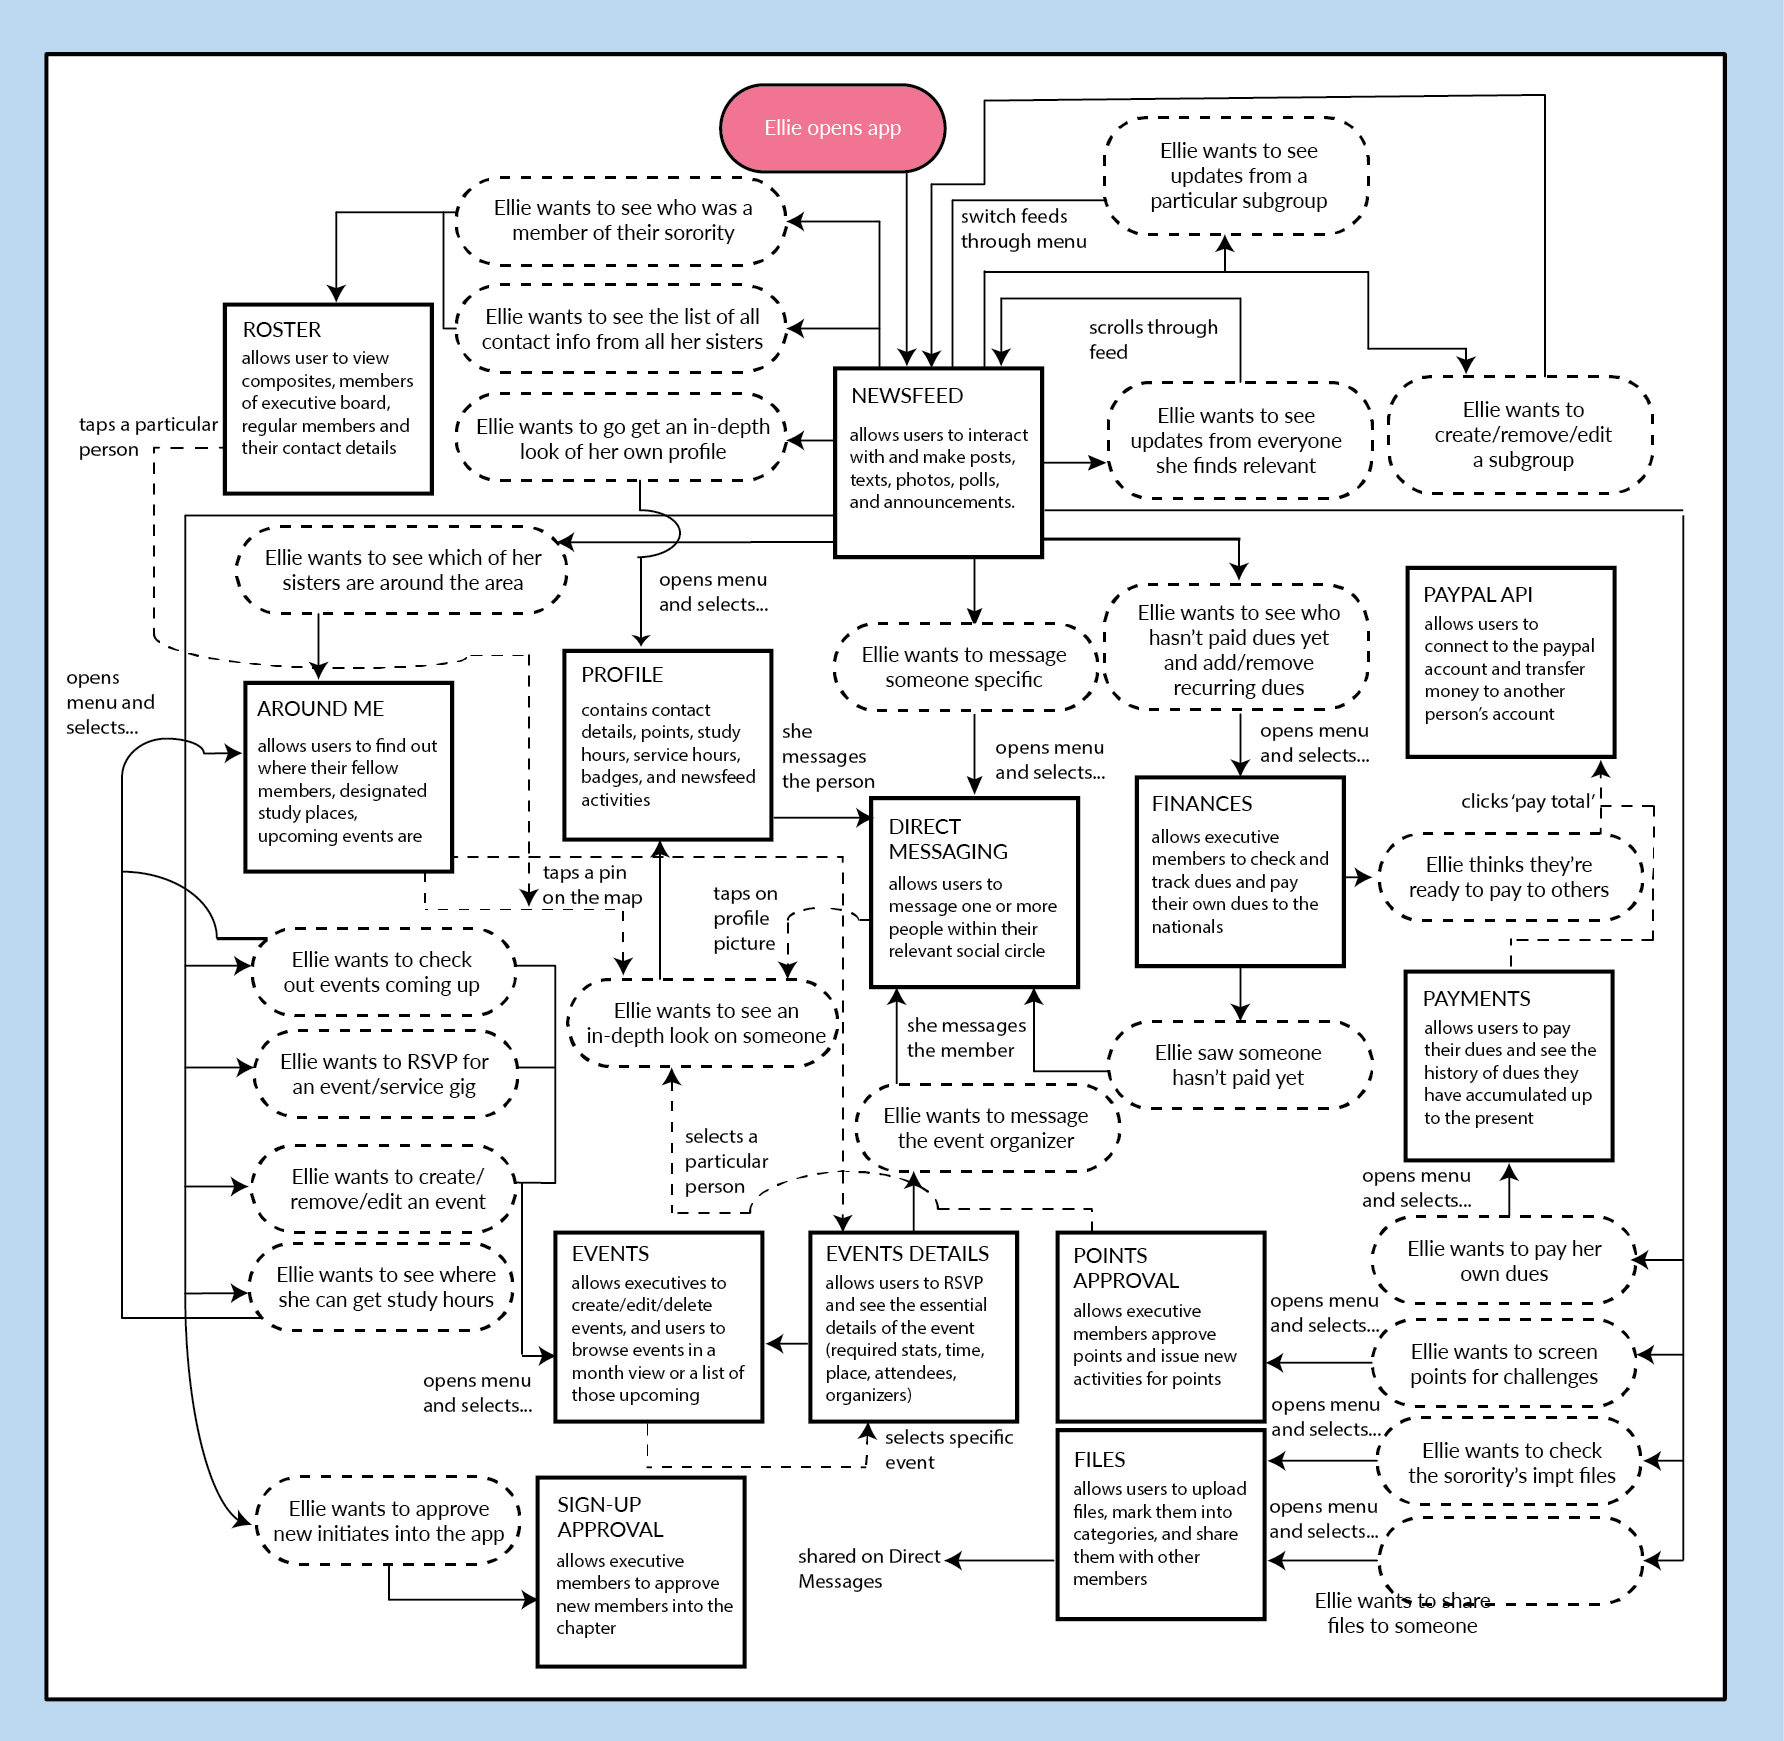 Ellie opens app
Ellie wants to see
updates from a
particular subgroup
Ellie wants to see who was a
member of their sorority
switch feeds
through menu
Ellie wants to see the list of all
contact info from all her sisters
scrolls through
feed
ROSTER
allows user to view
composites, members
of executive board,
regular members and
their contact details
taps a particular
person
Ellie wants to go get an in-depth
look of her own profile
NEWSFEED
allows users to interact
with and make posts,
texts, photos, polls,
and announcements.
Ellie wants to see
updates from everyone
she finds relevant
Ellie wants to
create/remove/edit
a subgroup
Ellie wants to see which of her
sisters are around the area
opens menu
and selects...
Ellie wants to message
someone specific
Ellie wants to see who
hasn't paid dues yet
and add/remove
recurring dues
PAYPAL API
allows users to
connect to the paypal
account and transfer
money to another
person's account
opens
menu and
selects...
AROUND ME
allows users to find out
where their fellow
members, designated
study places,
upcoming events are
PROFILE
contains contact
details, points, study
hours, service hours,
badges, and newsfeed
activities
she
messages
the person
opens menu
and selects...
opens menu
and selects...
DIRECT
MESSAGING
allows users to
message one or more
people within their
relevant social circle
FINANCES
allows executive
members to check and
track dues and pay
their own dues to the
nationals
clicks 'pay total'
Ellie thinks they're
ready to pay to others
taps a pin
on the map
taps on
profile
picture
Ellie wants to check
out events coming up
Ellie wants to see an
in-depth look on someone
she messages
the member
Ellie saw someone
hasn't paid yet
PAYMENTS
allows users to pay
their dues and see the
history of dues they
have accumulated up
to the present
Ellie wants to RSVP for
an event/service gig
Ellie wants to message
the event organizer
selects a
particular
person
Ellie wants to create/
remove/edit an event
opens menu
and selects...
Ellie wants to see where
she can get study hours
EVENTS
allows executives to
create/edit/delete
events, and users to
browse events in a
month view or a list of
those upcoming
EVENTS DETAILS
allows users to RSVP
and see the essential
details of the event
(required stats, time,
place, attendees,
organizers)
POINTS
APPROVAL
allows executive
members approve
points and issue new
activities for points
Ellie wants to pay her
own dues
opens menu
and selects...
Ellie wants to screen
points for challenges
opens menu
and selects...
opens menu
and selects...
selects specific
event
Ellie wants to check
the sorority's impt files
FILES
allows users to upload
files, mark them into
categories, and share
them with other
members
opens menu
and selects...
Ellie wants to approve
new initiates into the app
SIGN-UP
APPROVAL
allows executive
members to approve
new members into the
chapter
shared on Direct
Messages
Ellie wants to share
files to someone